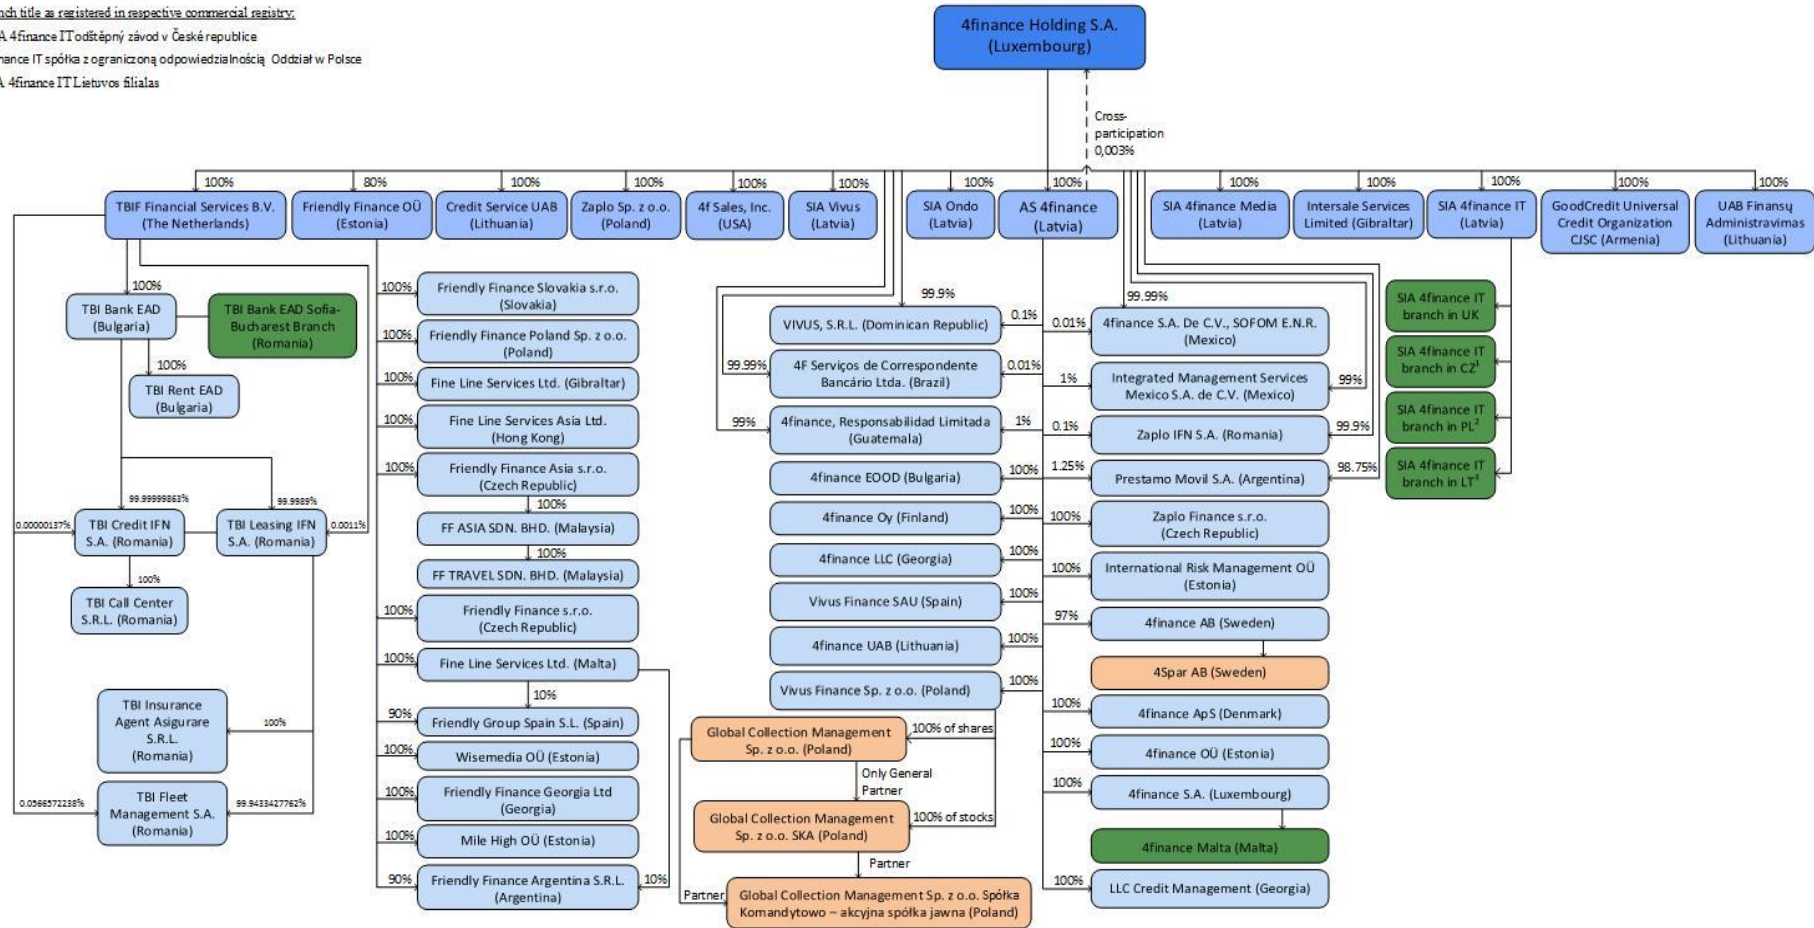 nch title as registered in respective commercial registry:
A 4finance IT odštěpný závod v České republice
nance IT spółka z ograniczoną odpowiedzialnością Oddział w Polsce
A 4finance IT Lietuvos filialas
4finance Holding S.A.
(Luxembourg)
Cross-
participation
0,003%
100%
80%
100%
100%
100%
100%
100%
100%
100%
100%
100%
100%
100%
TBIF Financial Services B.V.
(The Netherlands)
Friendly Finance OÜ
(Estonia)
Credit Service UAB
(Lithuania)
Zaplo Sp. z o.o.
(Poland)
4f Sales, Inc.
(USA)
SIA Vivus
(Latvia)
SIA Ondo
(Latvia)
AS 4finance
(Latvia)
SIA 4finance Media
(Latvia)
Intersale Services
Limited (Gibraltar)
SIA 4finance IT
(Latvia)
GoodCredit Universal
Credit Organization
CJSC (Armenia)
UAB Finansų
Administravimas
(Lithuania)
100%
TBI Bank EAD
(Bulgaria)
TBI Bank EAD Sofia-
Bucharest Branch
(Romania)
100%
TBI Rent EAD
(Bulgaria)
99.99999863%
99.9989%
0.00000137%
TBI Credit IFN
S.A. (Romania)
TBI Leasing IFN
S.A. (Romania)
0.0011%
100%
TBI Call Center
S.R.L. (Romania)
TBI Insurance
Agent Asigurare
S.R.L.
(Romania)
100%
0.0566572238%
TBI Fleet
Management S.A.
(Romania)
99.9433427762%
100%
Friendly Finance Slovakia s.r.o.
(Slovakia)
100%
Friendly Finance Poland Sp. z o.o.
(Poland)
100%
Fine Line Services Ltd. (Gibraltar)
100%
Fine Line Services Asia Ltd.
(Hong Kong)
100%
Friendly Finance Asia s.r.o.
(Czech Republic)
100%
FF ASIA SDN. BHD. (Malaysia)
100%
FF TRAVEL SDN. BHD. (Malaysia)
100%
Friendly Finance s.r.o.
(Czech Republic)
100%
Fine Line Services Ltd. (Malta)
10%
90%
Friendly Group Spain S.L. (Spain)
100%
Wisemedia OÜ (Estonia)
100%
Friendly Finance Georgia Ltd
(Georgia)
100%
Mile High OÜ (Estonia)
90%
Friendly Finance Argentina S.R.L.
(Argentina)
10%
99.9%
VIVUS, S.R.L. (Dominican Republic)
0.1%
99.99%
4F Serviços de Correspondente
Bancário Ltda. (Brazil)
0.01%
99%
4finance, Responsabilidad Limitada
(Guatemala)
1%
4finance EOOD (Bulgaria)
100%
4finance Oy (Finland)
100%
4finance LLC (Georgia)
100%
Vivus Finance SAU (Spain)
100%
4finance UAB (Lithuania)
100%
Vivus Finance Sp. z o.o. (Poland)
100%
Global Collection Management
Sp. z o.o. (Poland)
100% of shares
Only General
Partner
Global Collection Management
Sp. z o.o. SKA (Poland)
100% of stocks
Partner
Partner
Global Collection Management Sp. z o.o. Spółka
Komandytowo – akcyjna spółka jawna (Poland)
99.99%
0.01%
4finance S.A. De C.V., SOFOM E.N.R.
(Mexico)
1%
Integrated Management Services
Mexico S.A. de C.V. (Mexico)
99%
0.1%
Zaplo IFN S.A. (Romania)
99.9%
1.25%
Prestamo Movil S.A. (Argentina)
98.75%
100%
Zaplo Finance s.r.o.
(Czech Republic)
100%
International Risk Management OÜ
(Estonia)
97%
4finance AB (Sweden)
4Spar AB (Sweden)
100%
4finance ApS (Denmark)
100%
4finance OÜ (Estonia)
100%
4finance S.A. (Luxembourg)
4finance Malta (Malta)
100%
LLC Credit Management (Georgia)
SIA 4finance IT
branch in UK
SIA 4finance IT
branch in CZ¹
SIA 4finance IT
branch in PL²
SIA 4finance IT
branch in LT³